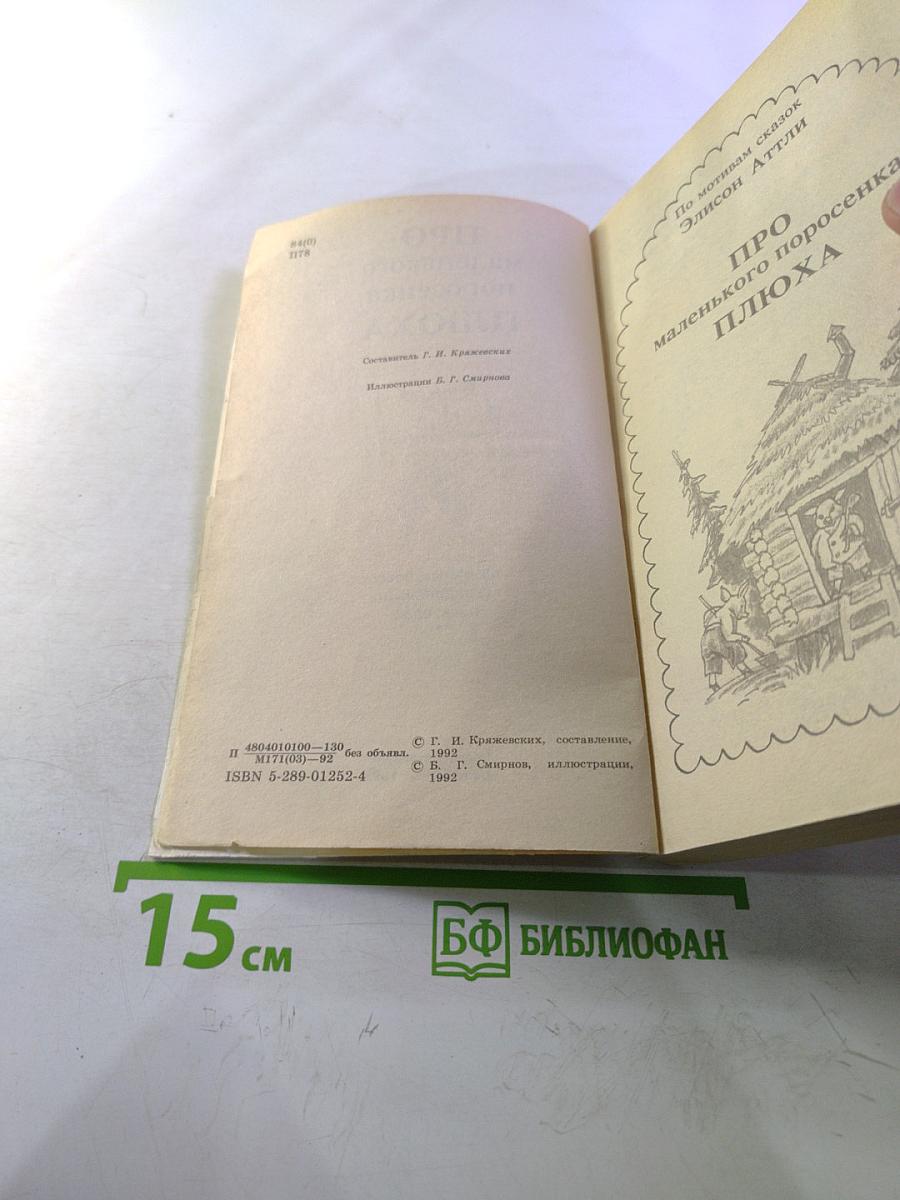 84(0)
П78
Составитель Г. И. Кряжевских
Иллюстрации Б. Г. Смирнова
П 4804010100—130 без объявл.
М171(03)—92
ISBN 5-289-01252-4
© Г. И. Кряжевских, составление,
1992
© Б. Г. Смирнов, иллюстрации,
1992
По мотивам сказок
Элисон Аттли
ПРО
маленького поросенка
ПЛЮХА
15 см
БФ БИБЛИОФАН